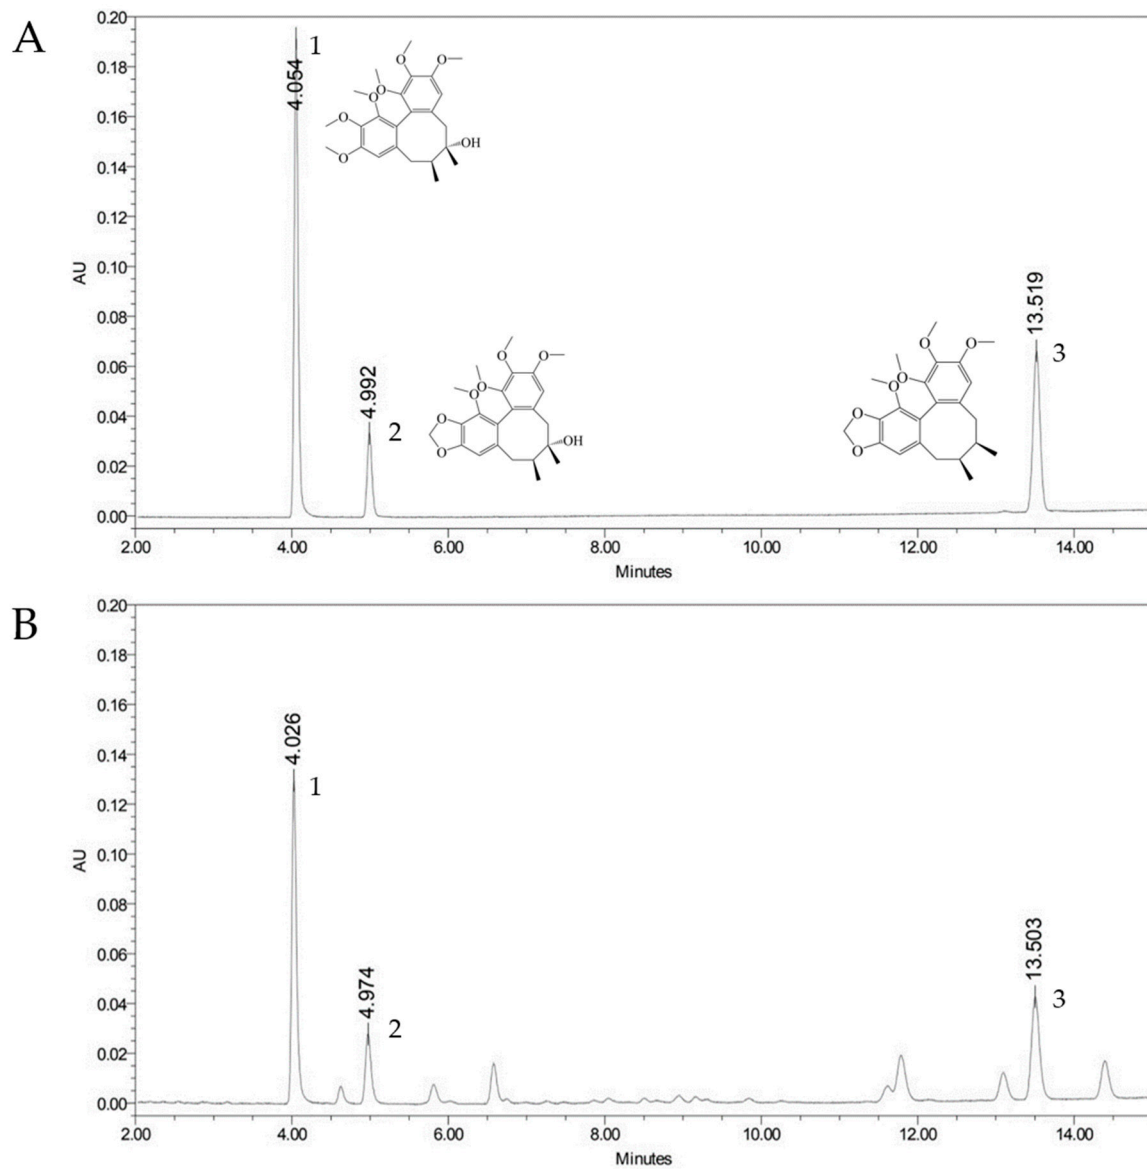 A
0.20
0.18
0.16
0.14
0.12
0.10
0.08
0.06
0.04
0.02
0.00
AU
4.054
1
O
O
O
O
O
O
OH
4.992
2
O
O
O
O
O
O
OH
13.519
3
O
O
O
O
O
O
2.00 4.00 6.00 8.00 10.00 12.00 14.00
Minutes
B
0.20
0.18
0.16
0.14
0.12
0.10
0.08
0.06
0.04
0.02
0.00
AU
4.026
1
4.974
2
13.503
3
2.00 4.00 6.00 8.00 10.00 12.00 14.00
Minutes